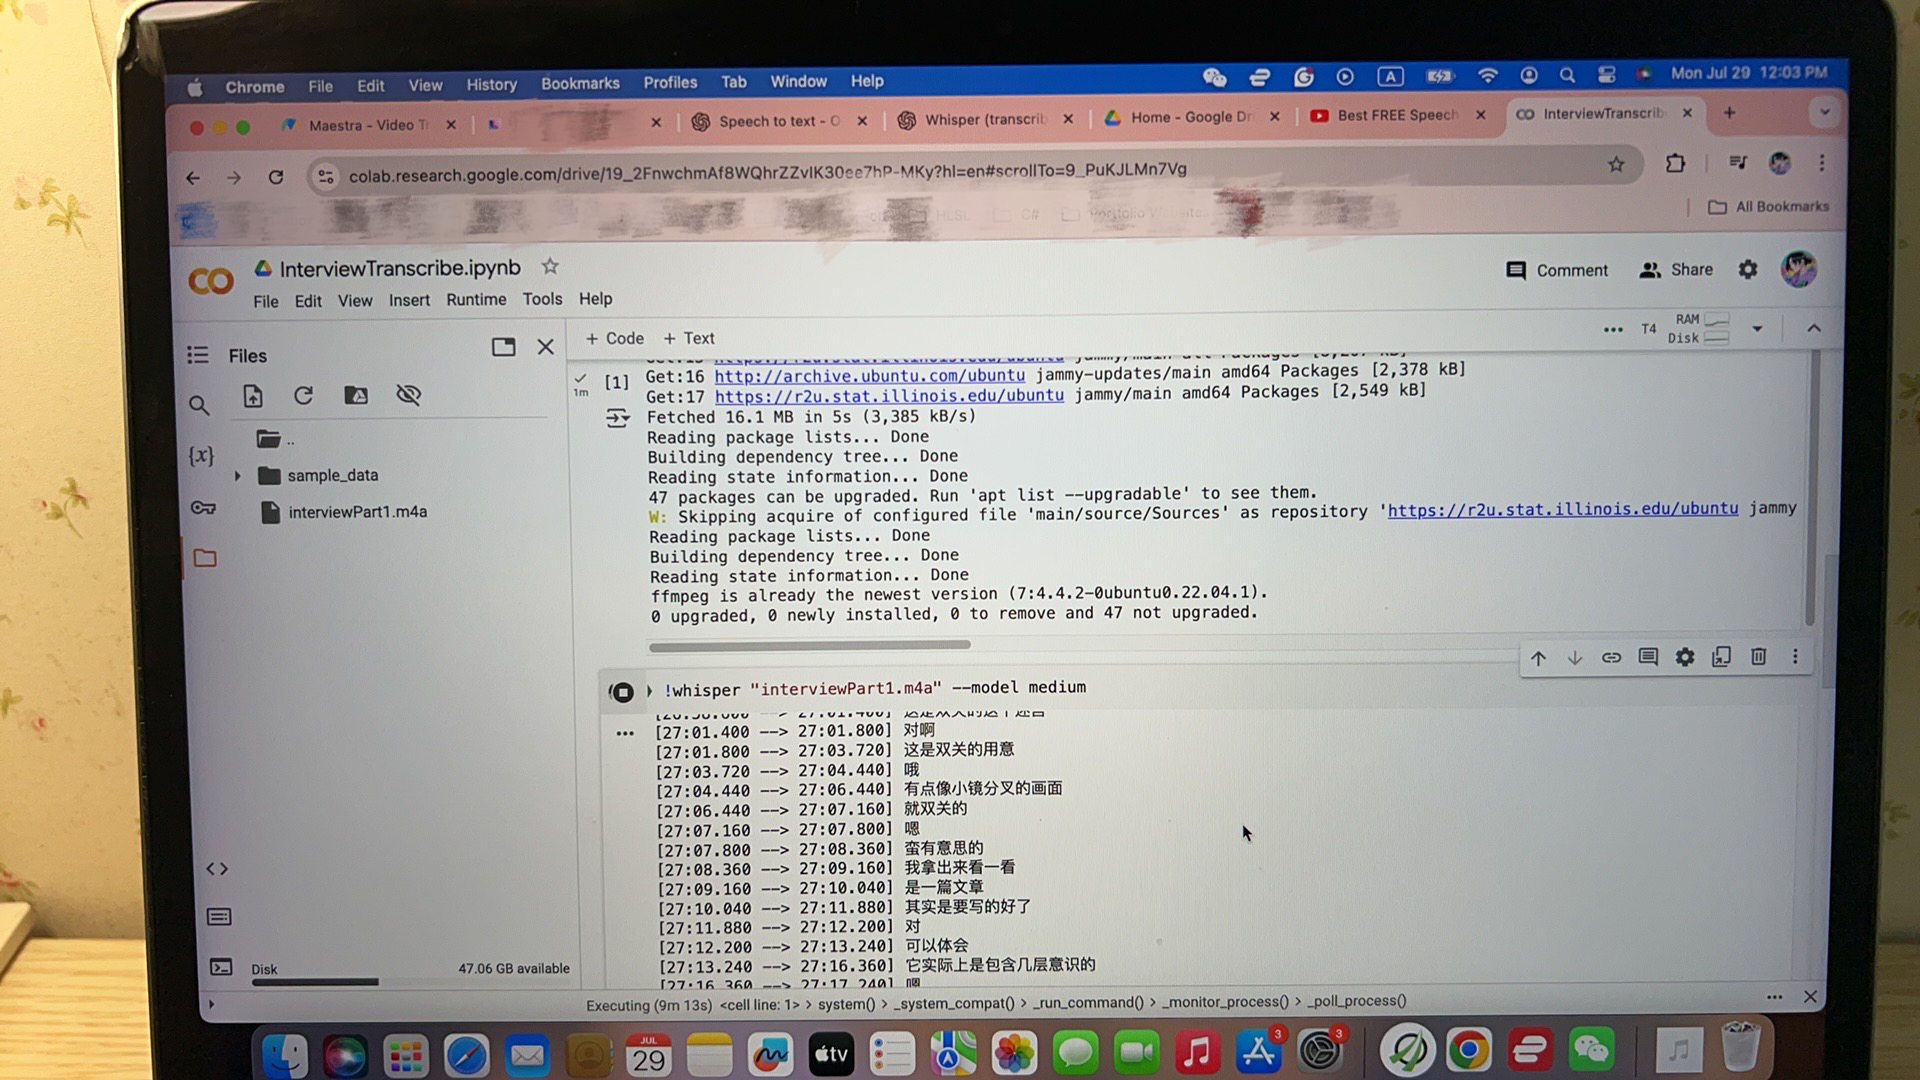 Chrome File Edit View History Bookmarks Profiles Tab Window Help A Mon Jul 29 12:03 PM
Maestra - Video Tr Speech to text - O Whisper (transcrib Home - Google Dr Best FREE Speech InterviewTranscrib
colab.research.google.com/drive/19_2FnwchmAf8WQhrZZvIK30ee7hP-MKy?hl=en#scrollTo=9_PuKJLMn7Vg
HLSL C# Portfolio Websites All Bookmarks
CO InterviewTranscribe.ipynb Comment Share
File Edit View Insert Runtime Tools Help
Files + Code + Text T4 RAM
Disk
[1] 1m
Get:16 http://archive.ubuntu.com/ubuntu jammy-updates/main amd64 Packages [2,378 kB]
Get:17 https://r2u.stat.illinois.edu/ubuntu jammy/main amd64 Packages [2,549 kB]
Fetched 16.1 MB in 5s (3,385 kB/s)
Reading package lists... Done
Building dependency tree... Done
Reading state information... Done
47 packages can be upgraded. Run 'apt list --upgradable' to see them.
W: Skipping acquire of configured file 'main/source/Sources' as repository 'https://r2u.stat.illinois.edu/ubuntu jammy
Reading package lists... Done
Building dependency tree... Done
Reading state information... Done
ffmpeg is already the newest version (7:4.4.2-0ubuntu0.22.04.1).
0 upgraded, 0 newly installed, 0 to remove and 47 not upgraded.
..
sample_data
interviewPart1.m4a
{x}
!whisper "interviewPart1.m4a" --model medium
[27:01.400 --> 27:01.800] 对啊
[27:01.800 --> 27:03.720] 这是双关的用意
[27:03.720 --> 27:04.440] 哦
[27:04.440 --> 27:06.440] 有点像小镜分叉的画面
[27:06.440 --> 27:07.160] 就双关的
[27:07.160 --> 27:07.800] 嗯
[27:07.800 --> 27:08.360] 蛮有意思的
[27:08.360 --> 27:09.160] 我拿出来看一看
[27:09.160 --> 27:10.040] 是一篇文章
[27:10.040 --> 27:11.880] 其实是要写的好了
[27:11.880 --> 27:12.200] 对
[27:12.200 --> 27:13.240] 可以体会
[27:13.240 --> 27:16.360] 它实际上是包含几层意识的
[27:16.360 --> 27:17.240] 嗯
Disk 47.06 GB available
Executing (9m 13s) <cell line: 1> > system() > _system_compat() > _run_command() > _monitor_process() > _poll_process()
JUL
29
tv
3
3